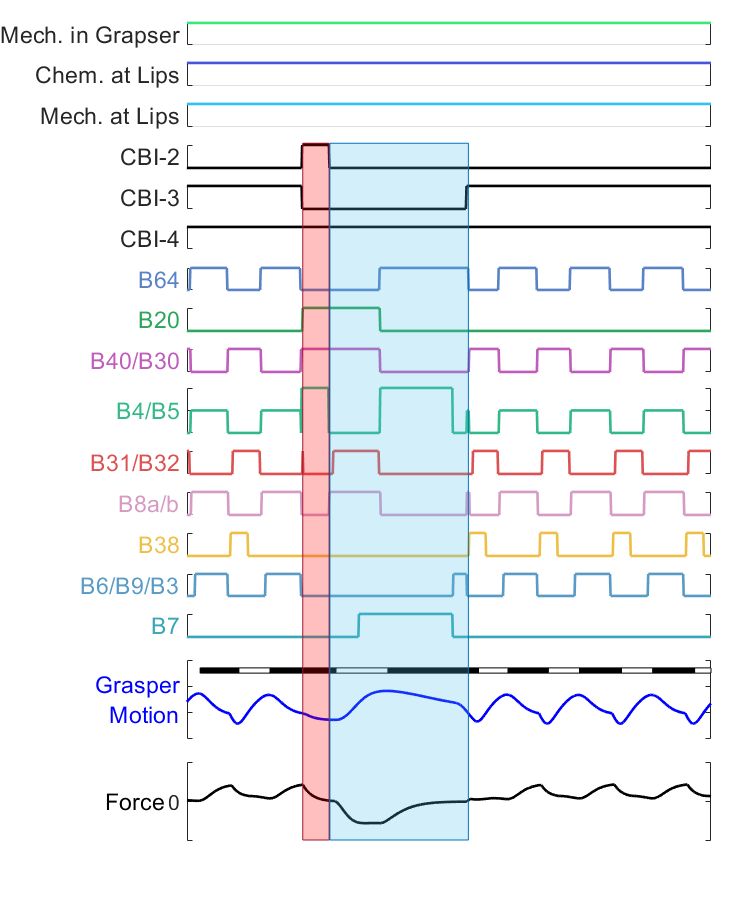 Mech. in Grapser
Chem. at Lips
Mech. at Lips
CBI-2
CBI-3
CBI-4
B64
B20
B40/B30
B4/B5
B31/B32
B8a/b
B38
B6/B9/B3
B7
Grasper
Motion
Force 0